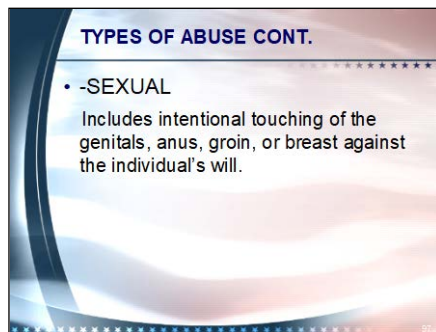 TYPES OF ABUSE CONT.
• -SEXUAL
Includes intentional touching of the
genitals, anus, groin, or breast against
the individual's will.
97